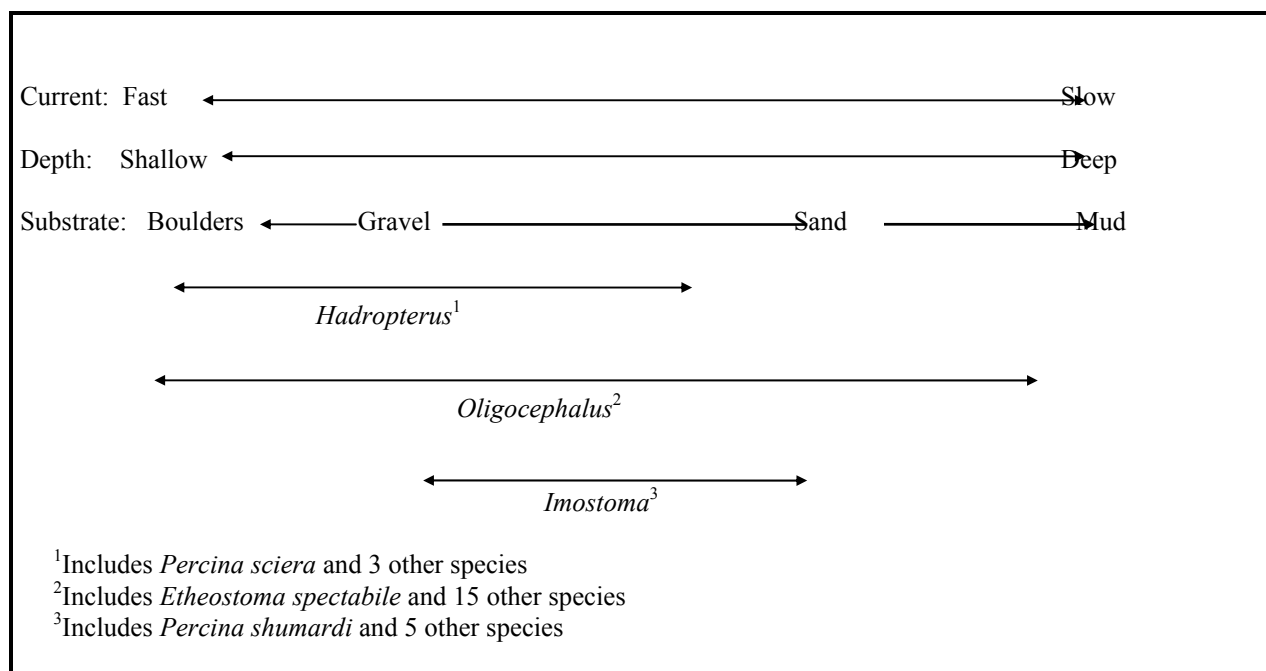 Current: Fast Slow
Depth: Shallow Deep
Substrate: Boulders Gravel Sand Mud
Hadropterus1
Oligocephalus2
Imostoma3
1Includes Percina sciera and 3 other species
2Includes Etheostoma spectabile and 15 other species
3Includes Percina shumardi and 5 other species